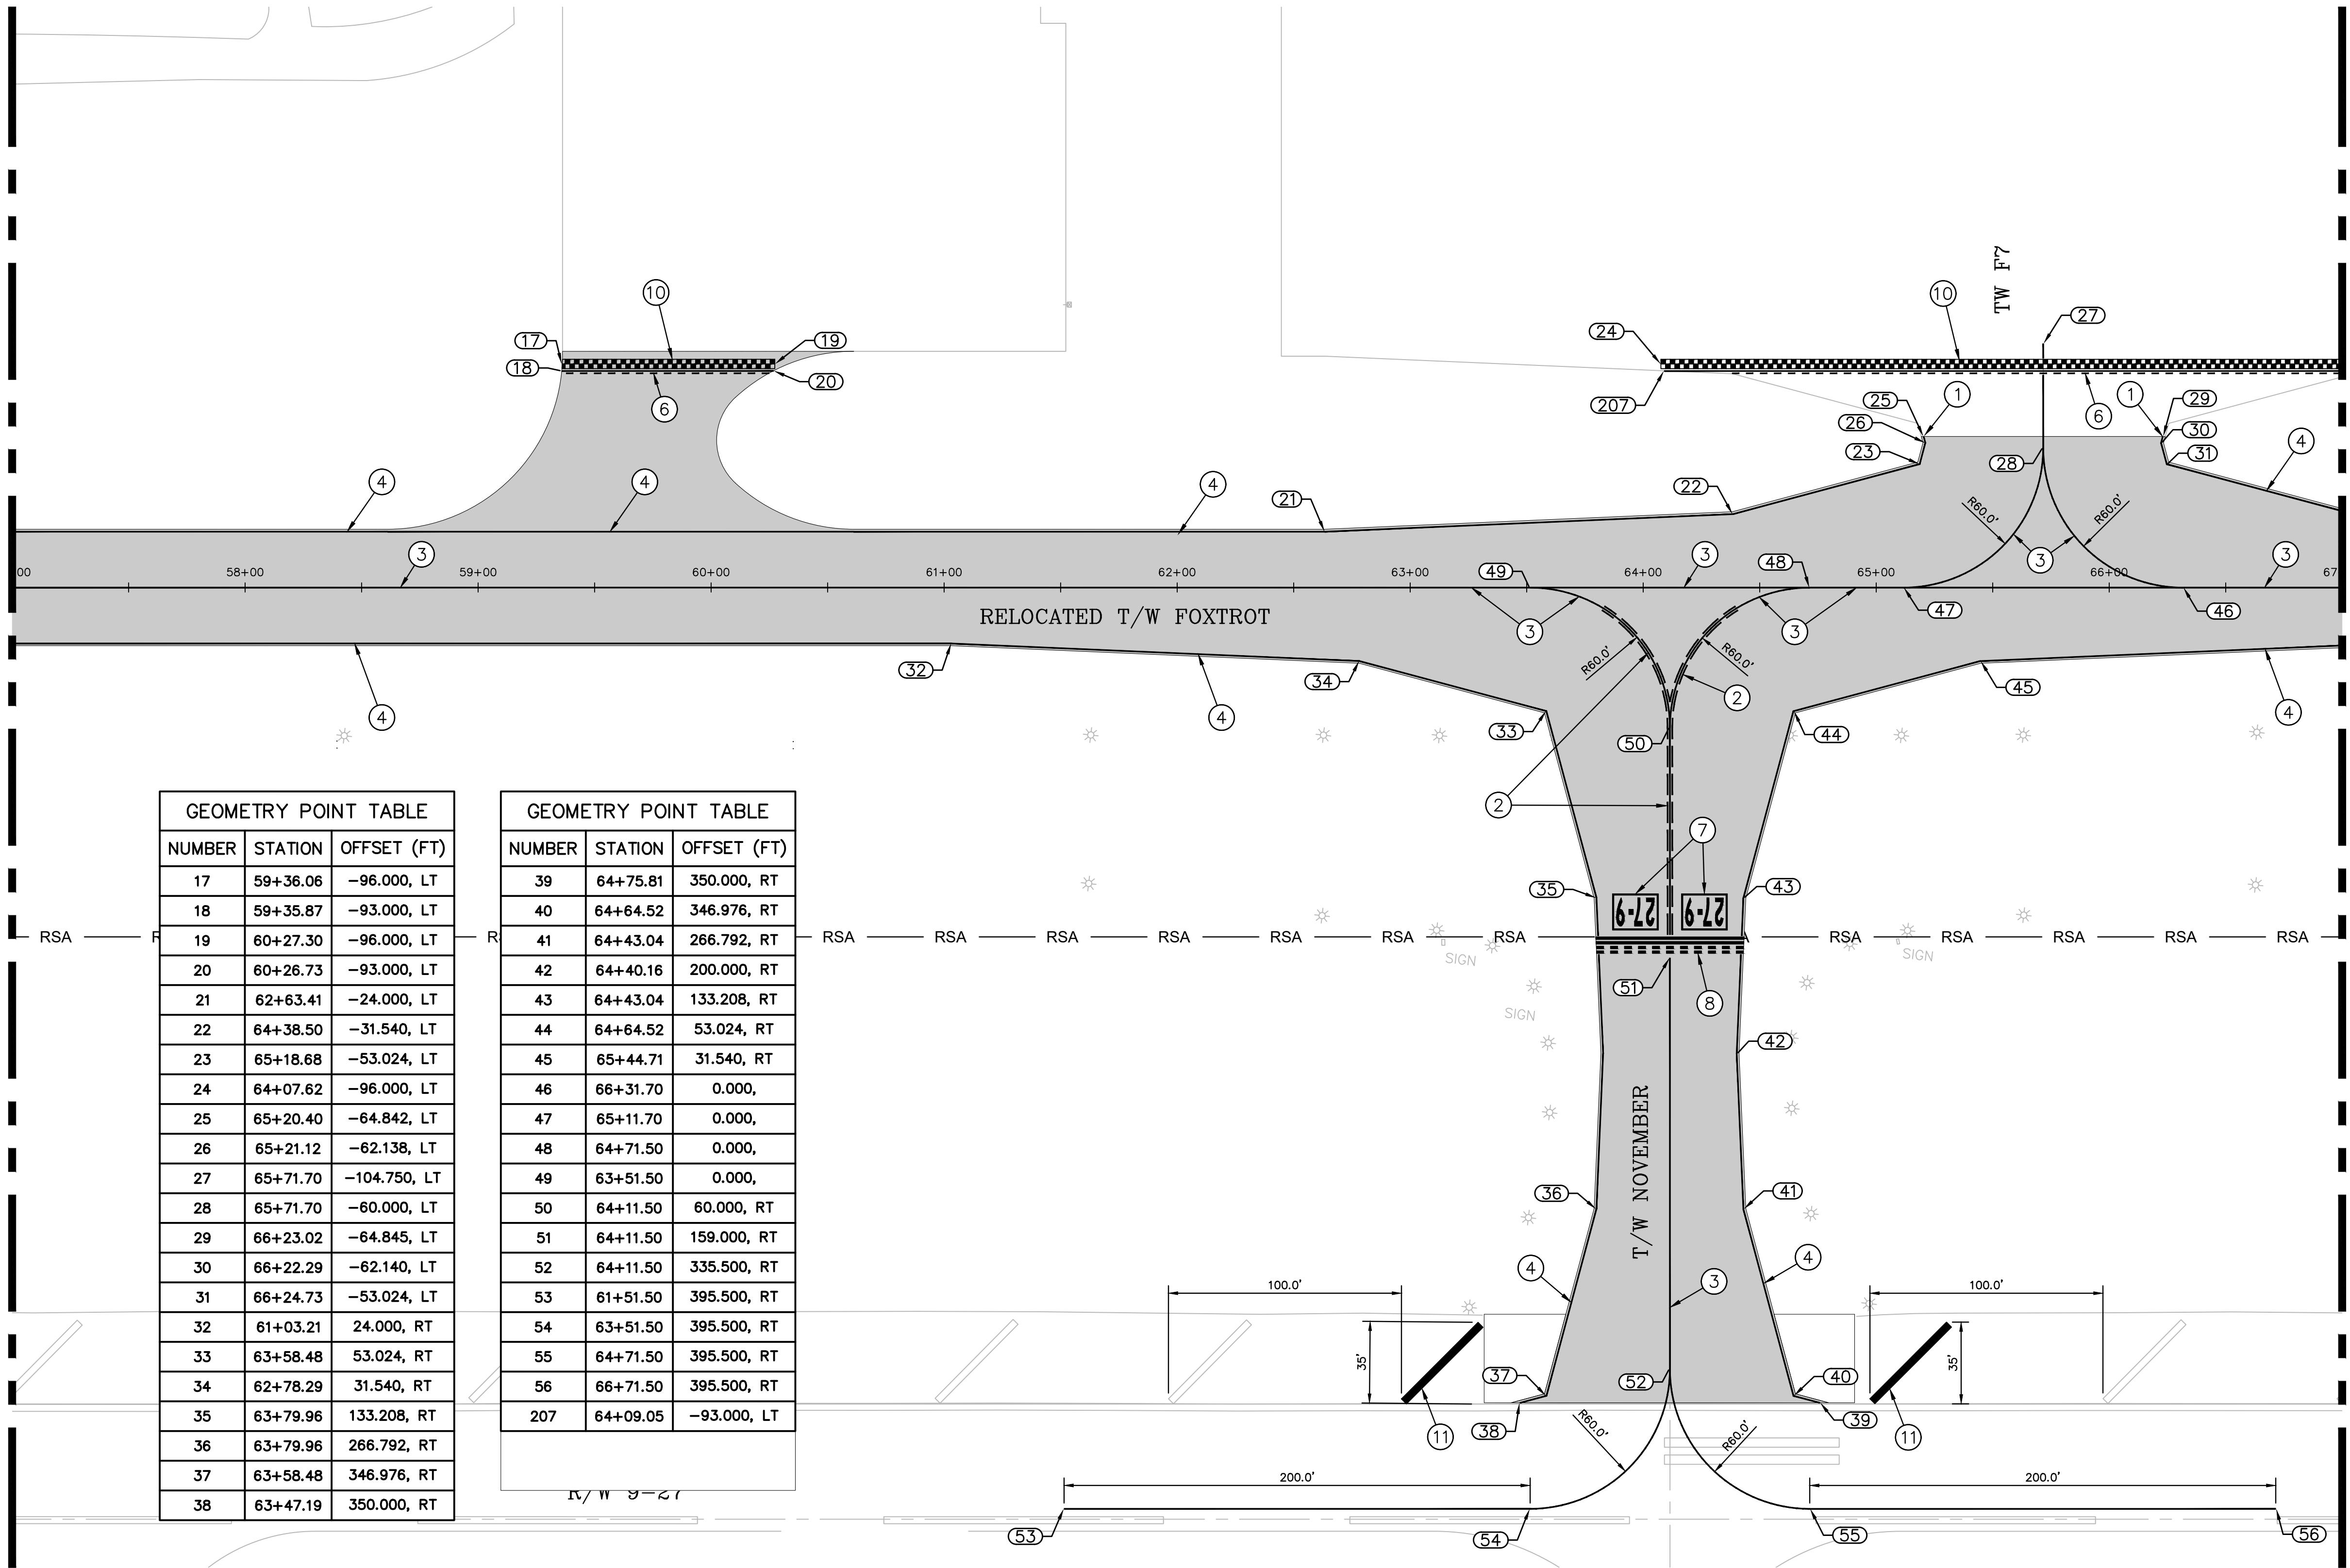 TW F7
10
10
27
17
19
24
18
20
6
207
25
1
1
29
26
6
30
23
31
4
28
4
4
4
22
21
R60.0'
R60.0'
3
3
49
3
48
3
3
00
58+00
59+00
60+00
61+00
62+00
63+00
64+00
65+00
66+00
67
RELOCATED T/W FOXTROT
47
46
3
3
32
34
R60.0'
R60.0'
45
2
4
4
4
33
50
44
2
7
35
43
27-9
27-9
RSA
RSA
RSA
RSA
RSA
RSA
RSA
RSA
RSA
RSA
RSA
RSA
RSA
SIGN
SIGN
SIGN
51
8
42
T/W NOVEMBER
36
41
4
4
3
100.0'
100.0'
35'
35'
37
52
40
38
39
11
11
R60.0'
R60.0'
200.0'
200.0'
53
54
55
56
R/W 9-27
GEOMETRY POINT TABLE
NUMBER STATION OFFSET (FT)
17 59+36.06 -96.000, LT
18 59+35.87 -93.000, LT
19 60+27.30 -96.000, LT
20 60+26.73 -93.000, LT
21 62+63.41 -24.000, LT
22 64+38.50 -31.540, LT
23 65+18.68 -53.024, LT
24 64+07.62 -96.000, LT
25 65+20.40 -64.842, LT
26 65+21.12 -62.138, LT
27 65+71.70 -104.750, LT
28 65+71.70 -60.000, LT
29 66+23.02 -64.845, LT
30 66+22.29 -62.140, LT
31 66+24.73 -53.024, LT
32 61+03.21 24.000, RT
33 63+58.48 53.024, RT
34 62+78.29 31.540, RT
35 63+79.96 133.208, RT
36 63+79.96 266.792, RT
37 63+58.48 346.976, RT
38 63+47.19 350.000, RT
GEOMETRY POINT TABLE
NUMBER STATION OFFSET (FT)
39 64+75.81 350.000, RT
40 64+64.52 346.976, RT
41 64+43.04 266.792, RT
42 64+40.16 200.000, RT
43 64+43.04 133.208, RT
44 64+64.52 53.024, RT
45 65+44.71 31.540, RT
46 66+31.70 0.000,
47 65+11.70 0.000,
48 64+71.50 0.000,
49 63+51.50 0.000,
50 64+11.50 60.000, RT
51 64+11.50 159.000, RT
52 64+11.50 335.500, RT
53 61+51.50 395.500, RT
54 63+51.50 395.500, RT
55 64+71.50 395.500, RT
56 66+71.50 395.500, RT
207 64+09.05 -93.000, LT